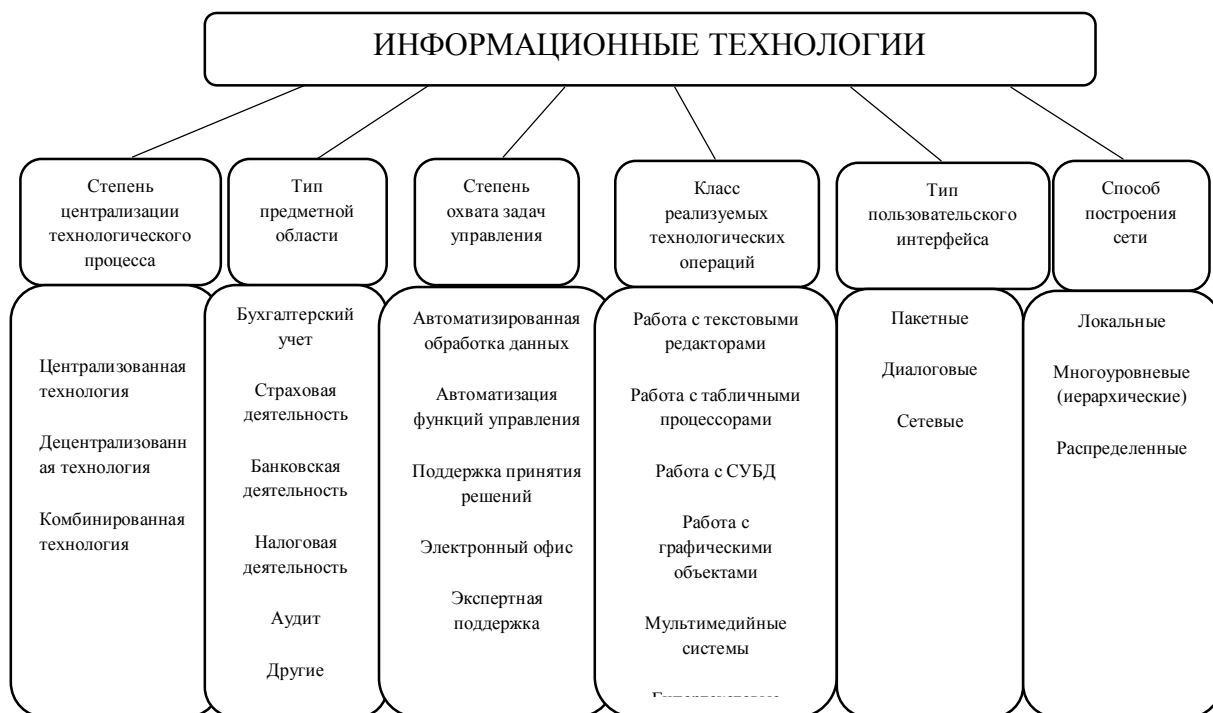 ИНФОРМАЦИОННЫЕ ТЕХНОЛОГИИ
Степень
централизации
технологического
процесса
Тип
предметной
области
Степень
охвата задач
управления
Класс
реализуемых
технологических
операций
Тип
пользовательского
интерфейса
Способ
построения
сети
Централизованная
технология
Децентрализованн
ая технология
Комбинированная
технология
Бухгалтерский
учет
Страховая
деятельность
Банковская
деятельность
Налоговая
деятельность
Аудит
Другие
Автоматизированная
обработка данных
Автоматизация
функций управления
Поддержка принятия
решений
Электронный офис
Экспертная
поддержка
Работа с текстовыми
редакторами
Работа с табличными
процессорами
Работа с СУБД
Работа с
графическими
объектами
Мультимедийные
системы
Пакетные
Диалоговые
Сетевые
Локальные
Многоуровневые
(иерархические)
Распределенные